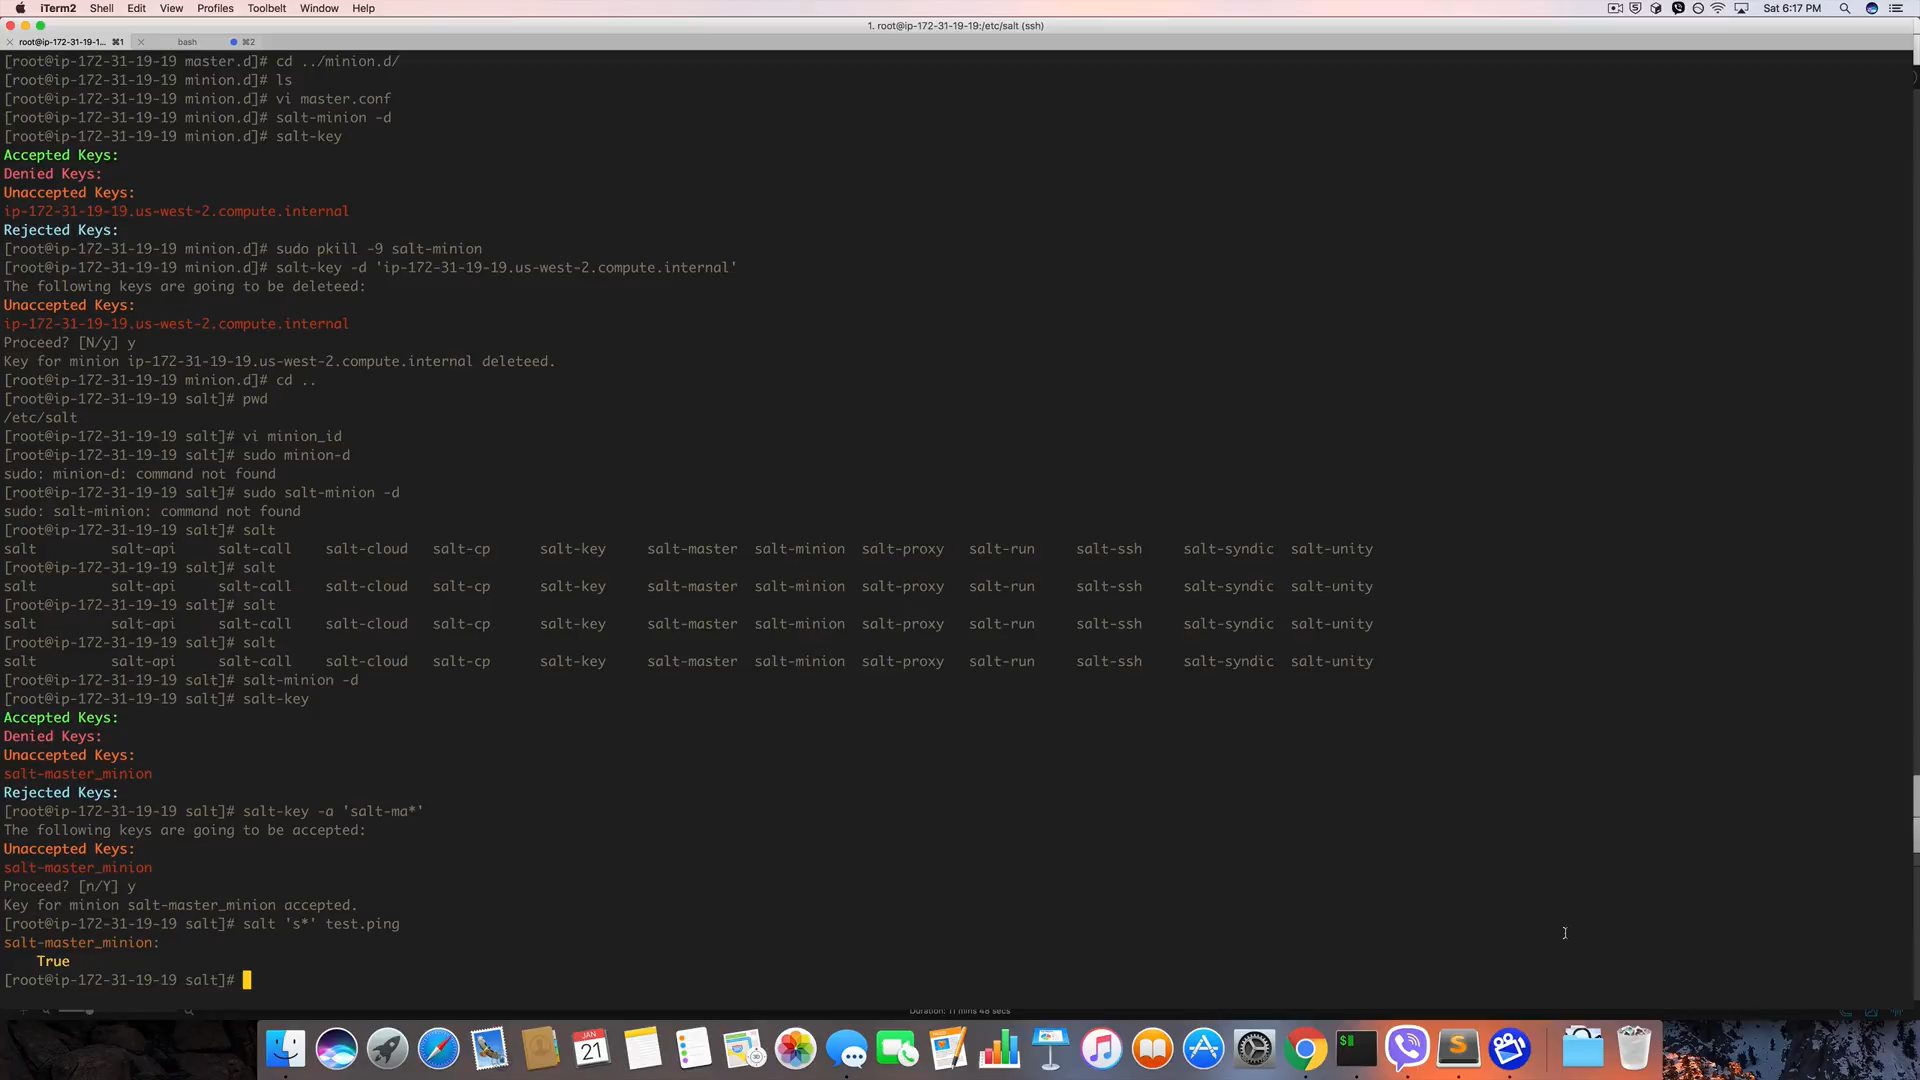 iTerm2 Shell Edit View Profiles Toolbelt Window Help Sat 6:17 PM
1. root@ip-172-31-19-19:/etc/salt (ssh)
root@ip-172-31-19-1... ⌘1 bash ⌘2
[root@ip-172-31-19-19 master.d]# cd ../minion.d/
[root@ip-172-31-19-19 minion.d]# ls
[root@ip-172-31-19-19 minion.d]# vi master.conf
[root@ip-172-31-19-19 minion.d]# salt-minion -d
[root@ip-172-31-19-19 minion.d]# salt-key
Accepted Keys:
Denied Keys:
Unaccepted Keys:
ip-172-31-19-19.us-west-2.compute.internal
Rejected Keys:
[root@ip-172-31-19-19 minion.d]# sudo pkill -9 salt-minion
[root@ip-172-31-19-19 minion.d]# salt-key -d 'ip-172-31-19-19.us-west-2.compute.internal'
The following keys are going to be deleteed:
Unaccepted Keys:
ip-172-31-19-19.us-west-2.compute.internal
Proceed? [N/y] y
Key for minion ip-172-31-19-19.us-west-2.compute.internal deleteed.
[root@ip-172-31-19-19 minion.d]# cd ..
[root@ip-172-31-19-19 salt]# pwd
/etc/salt
[root@ip-172-31-19-19 salt]# vi minion_id
[root@ip-172-31-19-19 salt]# sudo minion-d
sudo: minion-d: command not found
[root@ip-172-31-19-19 salt]# sudo salt-minion -d
sudo: salt-minion: command not found
[root@ip-172-31-19-19 salt]# salt
salt salt-api salt-call salt-cloud salt-cp salt-key salt-master salt-minion salt-proxy salt-run salt-ssh salt-syndic salt-unity
[root@ip-172-31-19-19 salt]# salt
salt salt-api salt-call salt-cloud salt-cp salt-key salt-master salt-minion salt-proxy salt-run salt-ssh salt-syndic salt-unity
[root@ip-172-31-19-19 salt]# salt
salt salt-api salt-call salt-cloud salt-cp salt-key salt-master salt-minion salt-proxy salt-run salt-ssh salt-syndic salt-unity
[root@ip-172-31-19-19 salt]# salt
salt salt-api salt-call salt-cloud salt-cp salt-key salt-master salt-minion salt-proxy salt-run salt-ssh salt-syndic salt-unity
[root@ip-172-31-19-19 salt]# salt-minion -d
[root@ip-172-31-19-19 salt]# salt-key
Accepted Keys:
Denied Keys:
Unaccepted Keys:
salt-master_minion
Rejected Keys:
[root@ip-172-31-19-19 salt]# salt-key -a 'salt-ma*'
The following keys are going to be accepted:
Unaccepted Keys:
salt-master_minion
Proceed? [n/Y] y
Key for minion salt-master_minion accepted.
[root@ip-172-31-19-19 salt]# salt 's*' test.ping
salt-master_minion:
True
[root@ip-172-31-19-19 salt]#
Duration: 11 mins 48 secs
JAN
21